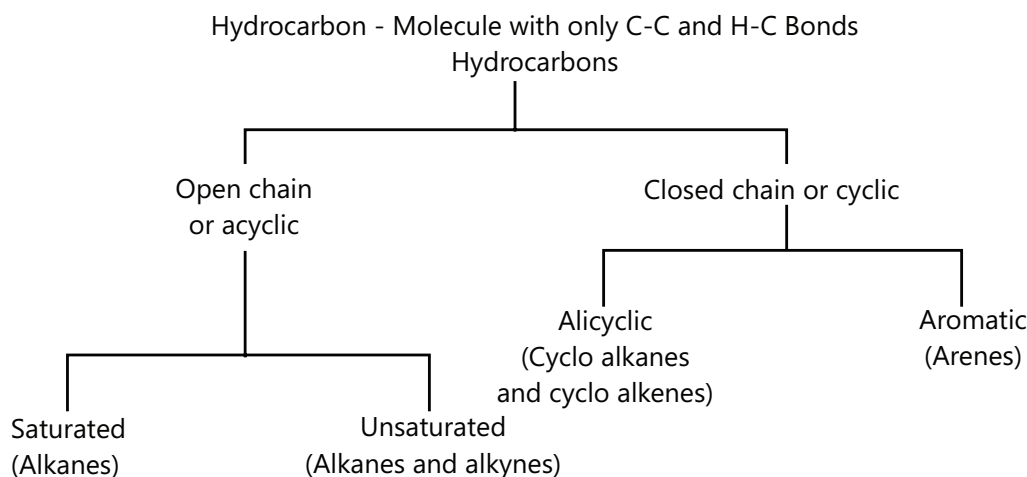 Hydrocarbon - Molecule with only C-C and H-C Bonds
Hydrocarbons
Open chain
or acyclic
Closed chain or cyclic
Alicyclic
(Cyclo alkanes
and cyclo alkenes)
Aromatic
(Arenes)
Saturated
(Alkanes)
Unsaturated
(Alkanes and alkynes)